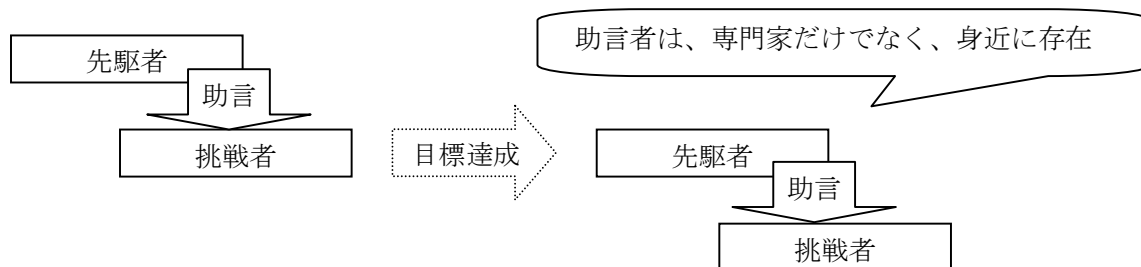 助言者は、専門家だけでなく、身近に存在
先駆者
助言
挑戦者
目標達成
先駆者
助言
挑戦者